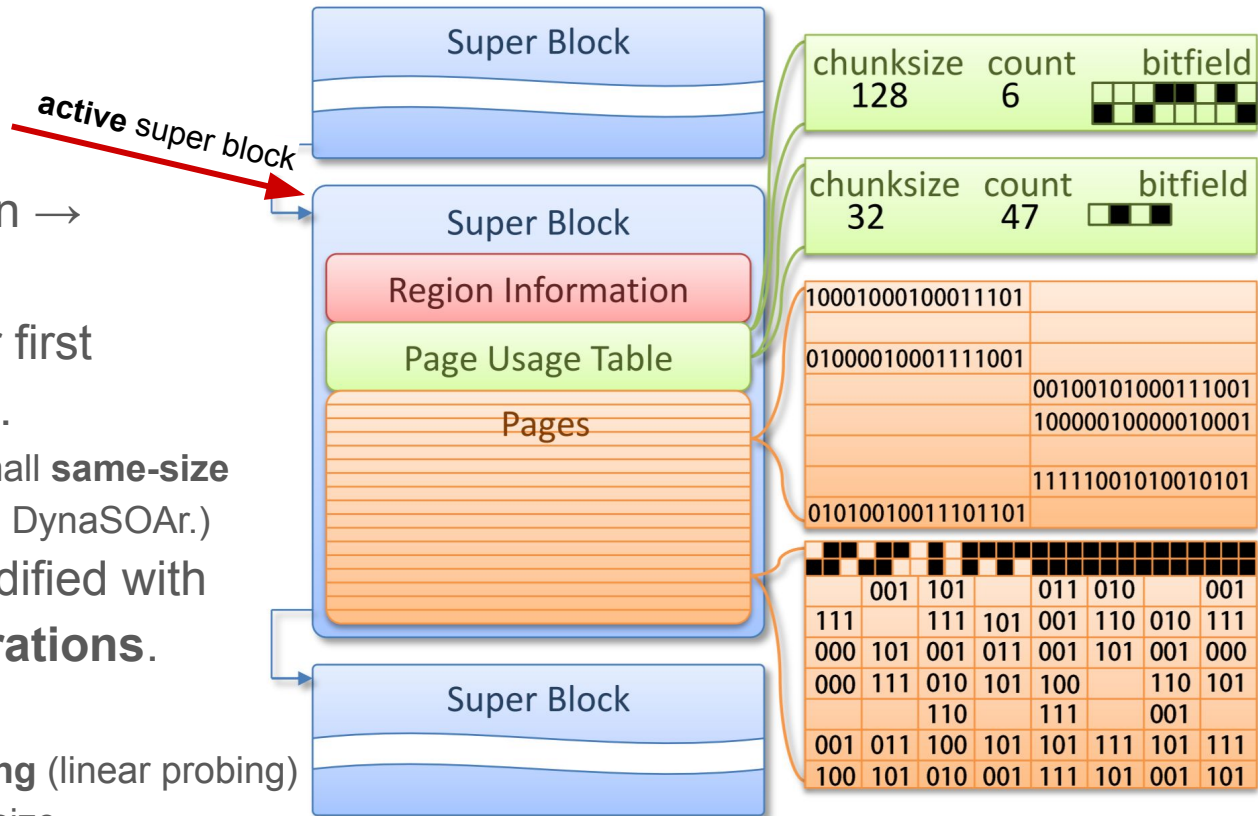 active super block
n →
r first
.
all same-size
DynaSOAr.)
dified with
rations.
ng (linear probing)
Super Block
Super Block
Region Information
Page Usage Table
Pages
Super Block
chunksize count bitfield
128 6
chunksize count bitfield
32 47
10001000100011101
01000010001111001
00100101000111001
10000010000010001
11111001010010101
01010010011101101
001 101 011 010 001
111 111 101 001 110 010 111
000 101 001 011 001 101 001 000
000 111 010 101 100 110 101
110 111 001
001 011 100 101 101 111 101 111
100 101 010 001 111 101 001 101